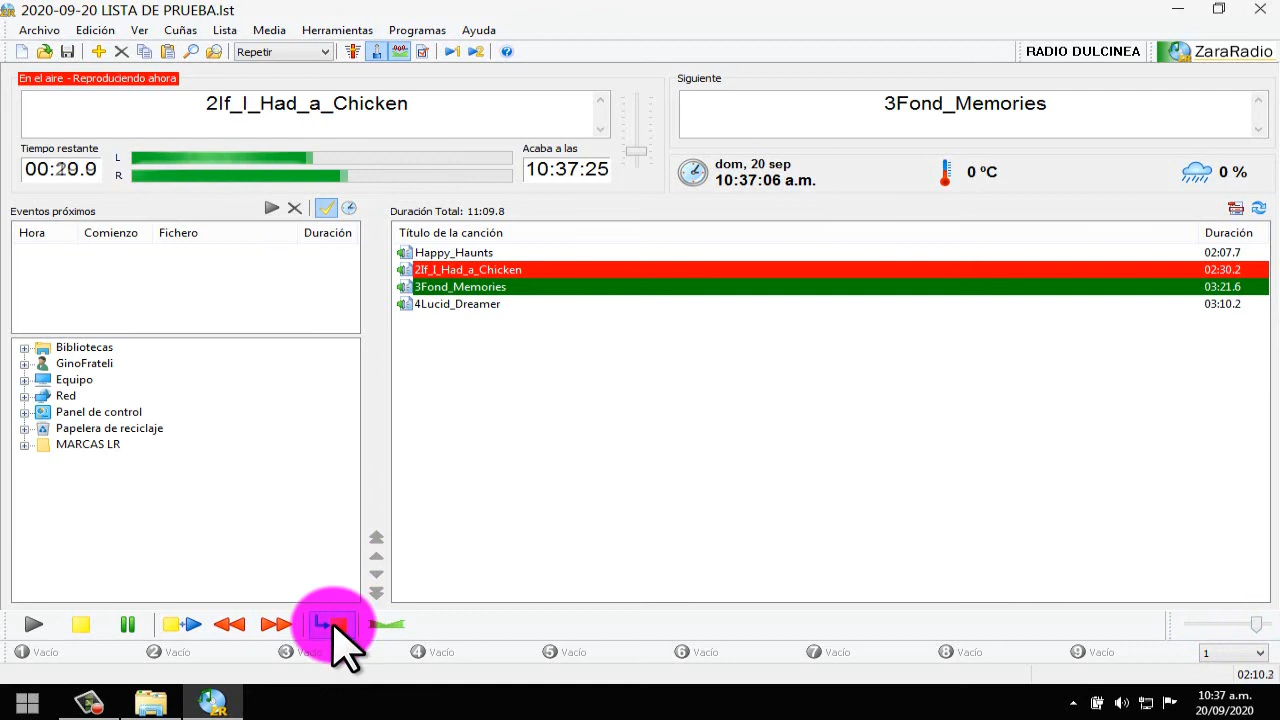 2020-09-20 LISTA DE PRUEBA.lst
Archivo Edición Ver Cuñas Lista Media Herramientas Programas Ayuda
Repetir 1 2 RADIO DULCINEA ZaraRadio
En el aire - Reproduciendo ahora
Siguiente
2If_I_Had_a_Chicken
3Fond_Memories
Tiempo restante
Acaba a las
L
R
10:37:25
dom, 20 sep
10:37:06 a.m.
0 ºC
0 %
Eventos próximos
Duración Total: 11:09.8
Hora Comienzo Fichero Duración
Título de la canción Duración
Happy_Haunts 02:07.7
2If_I_Had_a_Chicken 02:30.2
3Fond_Memories 03:21.6
4Lucid_Dreamer 03:10.2
Bibliotecas
GinoFrateli
Equipo
Red
Panel de control
Papelera de reciclaje
MARCAS LR
1 Vacío 2 Vacío 3 Vacío 4 Vacío 5 Vacío 6 Vacío 7 Vacío 8 Vacío 9 Vacío 1
10:37 a.m.
20/09/2020